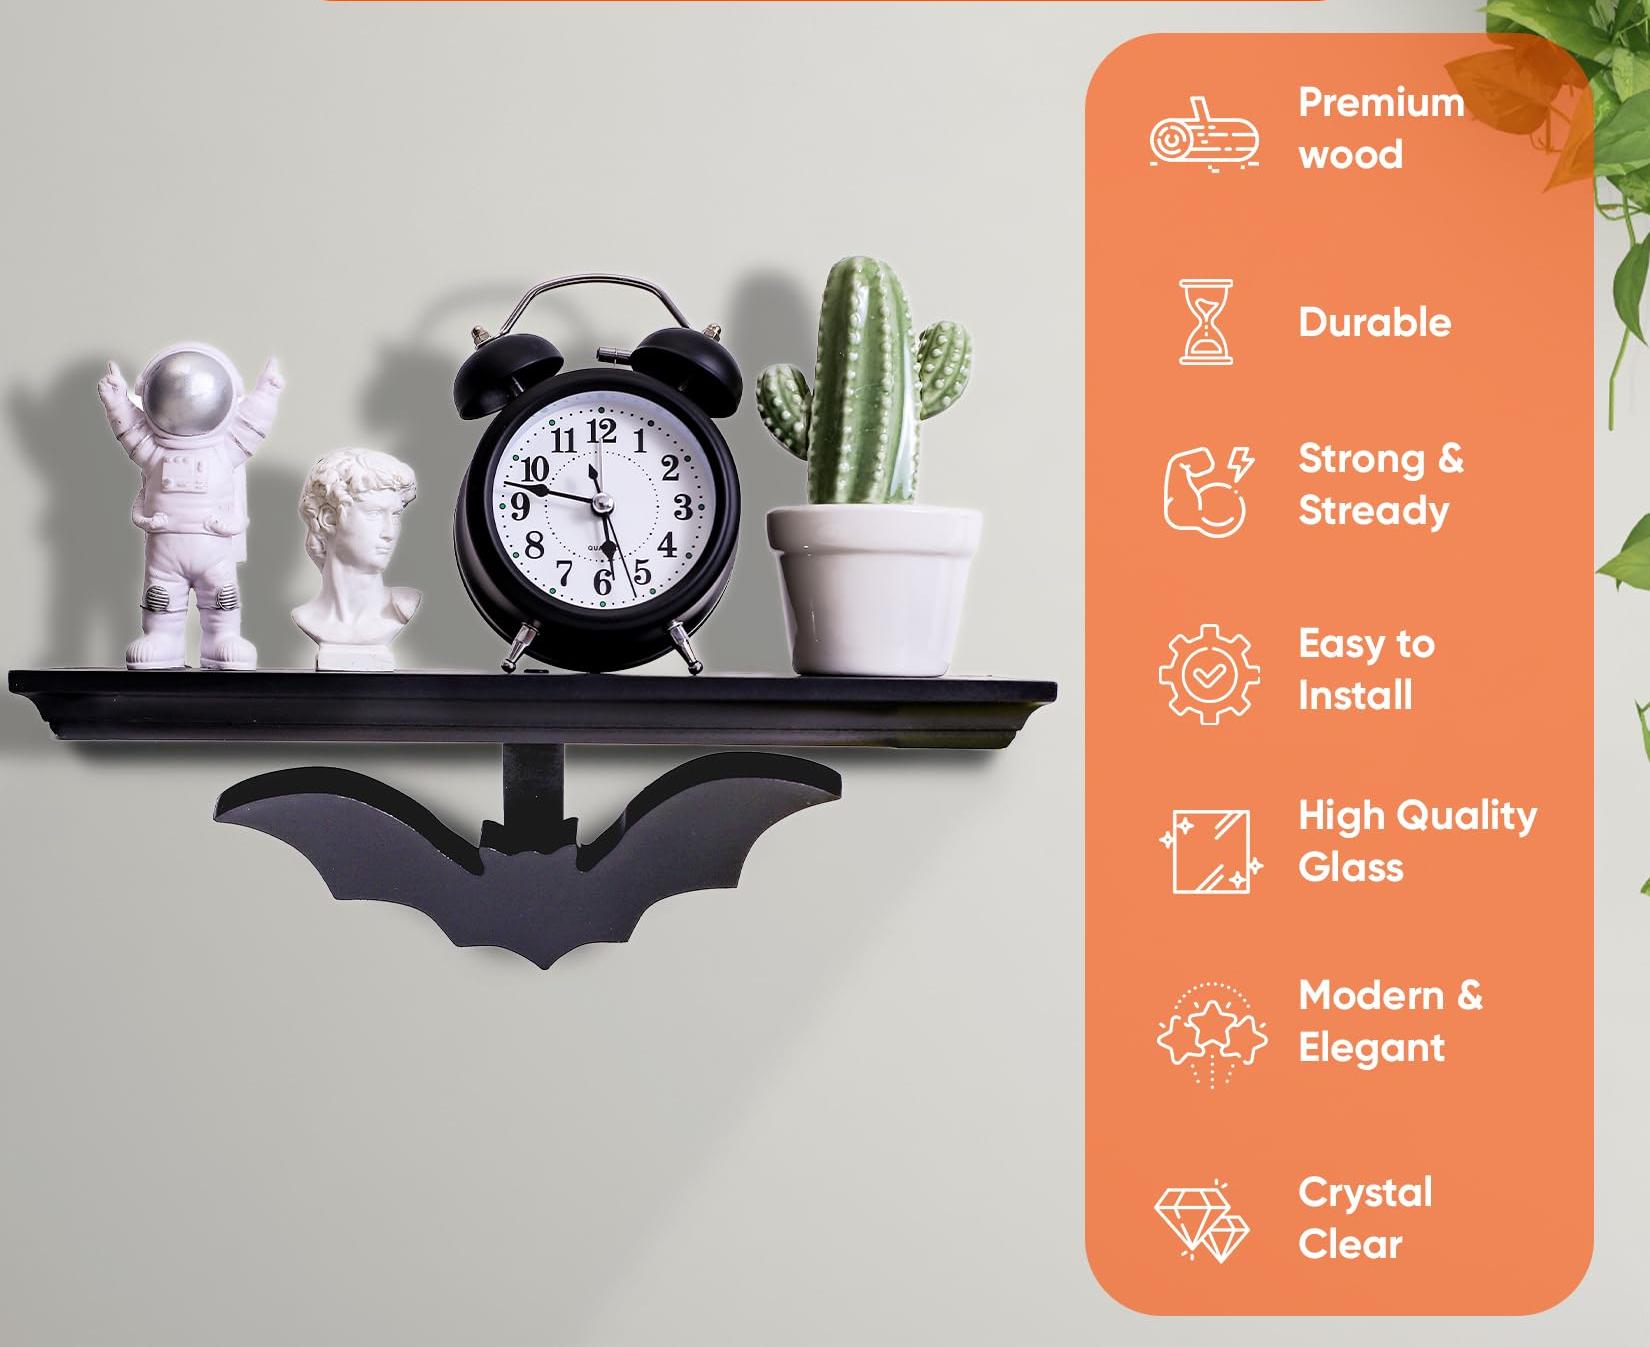 Premium
wood
Durable
Strong &
Stready
Easy to
Install
High Quality
Glass
Modern &
Elegant
Crystal
Clear
12
1
2
3
4
5
6
7
8
9
10
11